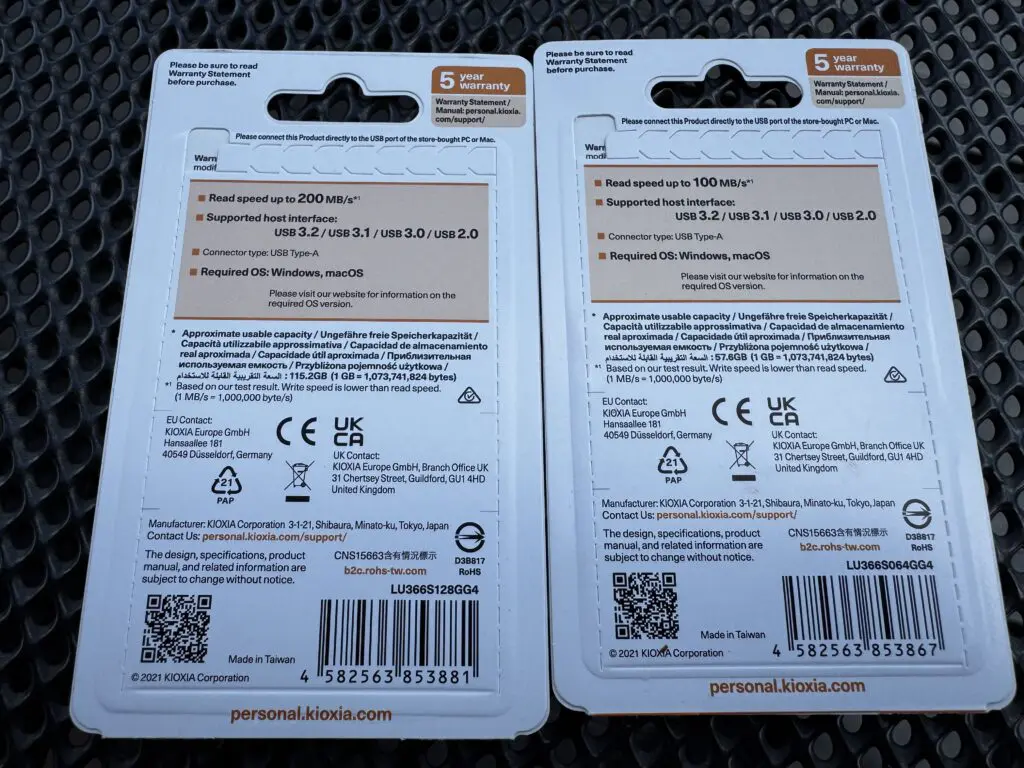 Please be sure to read
Warranty Statement
before purchase.
5 year
warranty
Warranty Statement /
Manual: personal.kioxia.
com/support/
Please connect this Product directly to the USB port of the store-bought PC or Mac.
Warn
modif
Read speed up to 200 MB/s*1
Supported host interface:
USB 3.2 / USB 3.1 / USB 3.0 / USB 2.0
Connector type: USB Type-A
Required OS: Windows, macOS
Please visit our website for information on the
required OS version.
* Approximate usable capacity / Ungefähre freie Speicherkapazität /
Capacità utilizzabile approssimativa / Capacidad de almacenamiento
real aproximada / Capacidade útil aproximada / Приблизительная
используемая емкость / Przybliżona pojemność użytkowa /
السعة التقريبية القابلة للاستخدام : 115.2GB (1 GB = 1,073,741,824 bytes)
*1 Based on our test result. Write speed is lower than read speed.
(1 MB/s = 1,000,000 byte/s)
EU Contact:
KIOXIA Europe GmbH
Hansaallee 181
40549 Düsseldorf, Germany
CE
UK
CA
21
PAP
UK Contact:
KIOXIA Europe GmbH, Branch Office UK
31 Chertsey Street, Guildford, GU1 4HD
United Kingdom
Manufacturer: KIOXIA Corporation 3-1-21, Shibaura, Minato-ku, Tokyo, Japan
Contact Us: personal.kioxia.com/support/
The design, specifications, product
manual, and related information are
subject to change without notice.
CNS15663含有情況標示
b2c.rohs-tw.com
D3B817
RoHS
LU366S128GG4
Made in Taiwan
© 2021 KIOXIA Corporation
4 582563 853881
personal.kioxia.com
Please be sure to read
Warranty Statement
before purchase.
5 year
warranty
Warranty Statement /
Manual: personal.kioxia.
com/support/
Please connect this Product directly to the USB port of the store-bought PC or Mac.
Warn
modi
Read speed up to 100 MB/s*1
Supported host interface:
USB 3.2 / USB 3.1 / USB 3.0 / USB 2.0
Connector type: USB Type-A
Required OS: Windows, macOS
Please visit our website for information on the
required OS version.
* Approximate usable capacity / Ungefähre freie Speicherkapazität /
Capacità utilizzabile approssimativa / Capacidad de almacenamiento
real aproximada / Capacidade útil aproximada / Приблизительная
используемая емкость / Przybliżona pojemność użytkowa /
السعة التقريبية القابلة للاستخدام : 57.6GB (1 GB = 1,073,741,824 bytes)
*1 Based on our test result. Write speed is lower than read speed.
(1 MB/s = 1,000,000 byte/s)
EU Contact:
KIOXIA Europe GmbH
Hansaallee 181
40549 Düsseldorf, Germany
CE
UK
CA
21
PAP
UK Contact:
KIOXIA Europe GmbH, Branch Office UK
31 Chertsey Street, Guildford, GU1 4HD
United Kingdom
Manufacturer: KIOXIA Corporation 3-1-21, Shibaura, Minato-ku, Tokyo, Japan
Contact Us: personal.kioxia.com/support/
The design, specifications, product
manual, and related information are
subject to change without notice.
CNS15663含有情況標示
b2c.rohs-tw.com
D3B817
RoHS
LU366S064GG4
Made in Taiwan
© 2021 KIOXIA Corporation
4 582563 853867
personal.kioxia.com